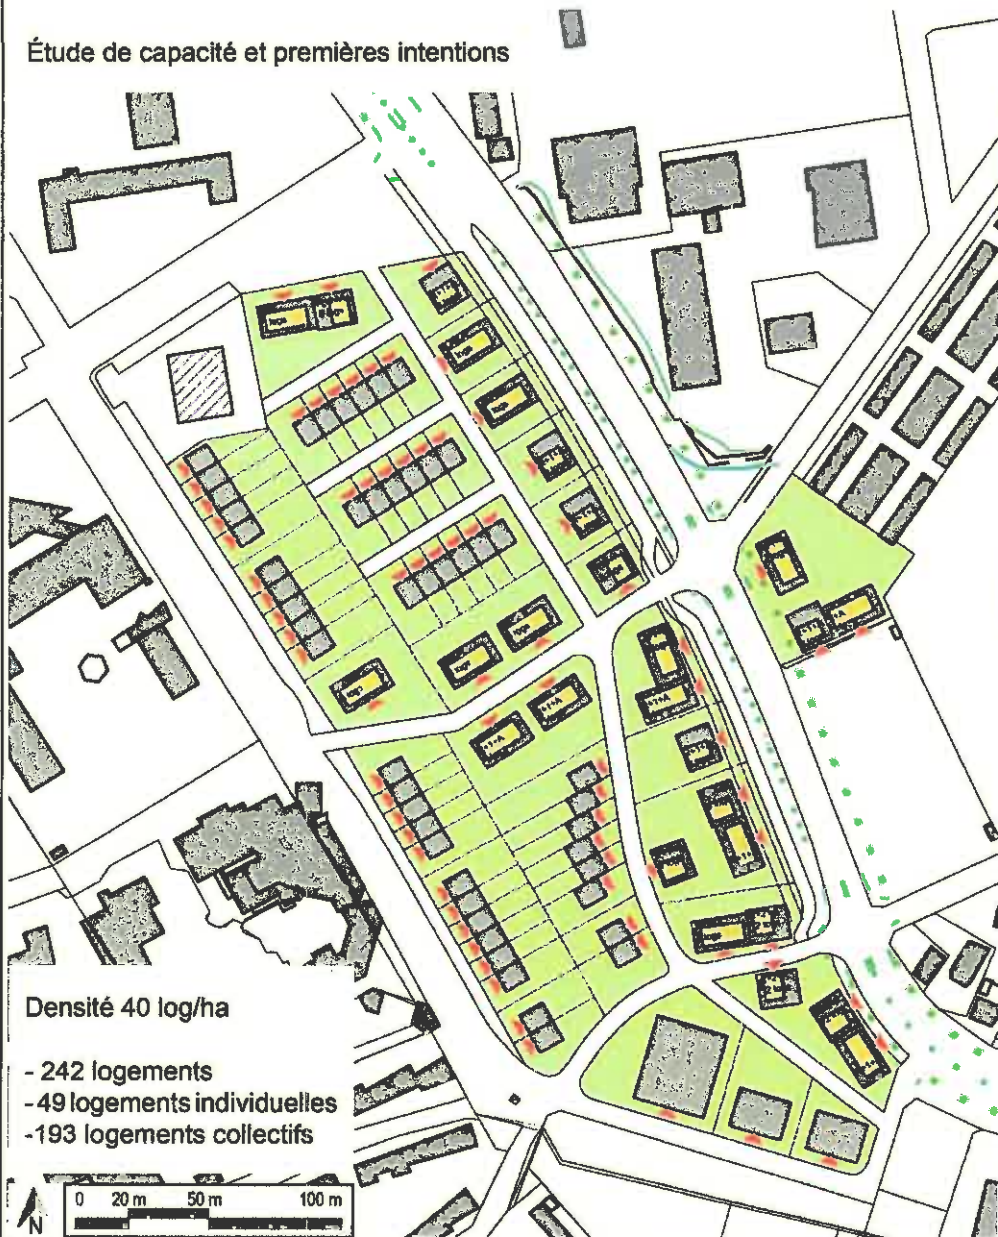 Étude de capacité et premières intentions
Densité 40 log/ha
- 242 logements
- 49 logements individuelles
-193 logements collectifs
0 20 m 50 m 100 m
N